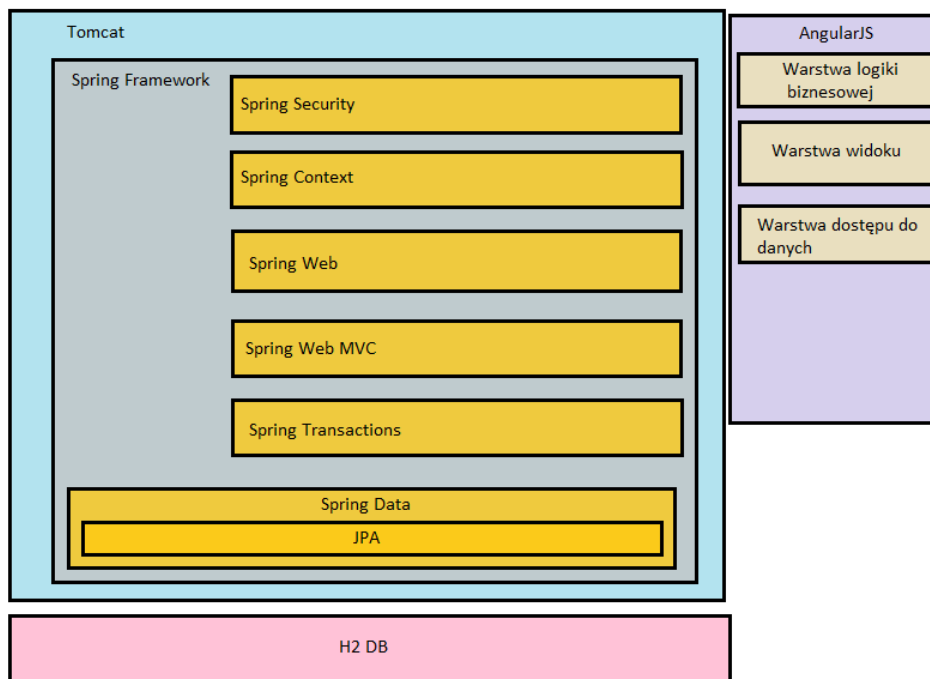 Tomcat
Spring Framework
Spring Security
Spring Context
Spring Web
Spring Web MVC
Spring Transactions
Spring Data
JPA
H2 DB
AngularJS
Warstwa logiki
biznesowej
Warstwa widoku
Warstwa dostępu do
danych